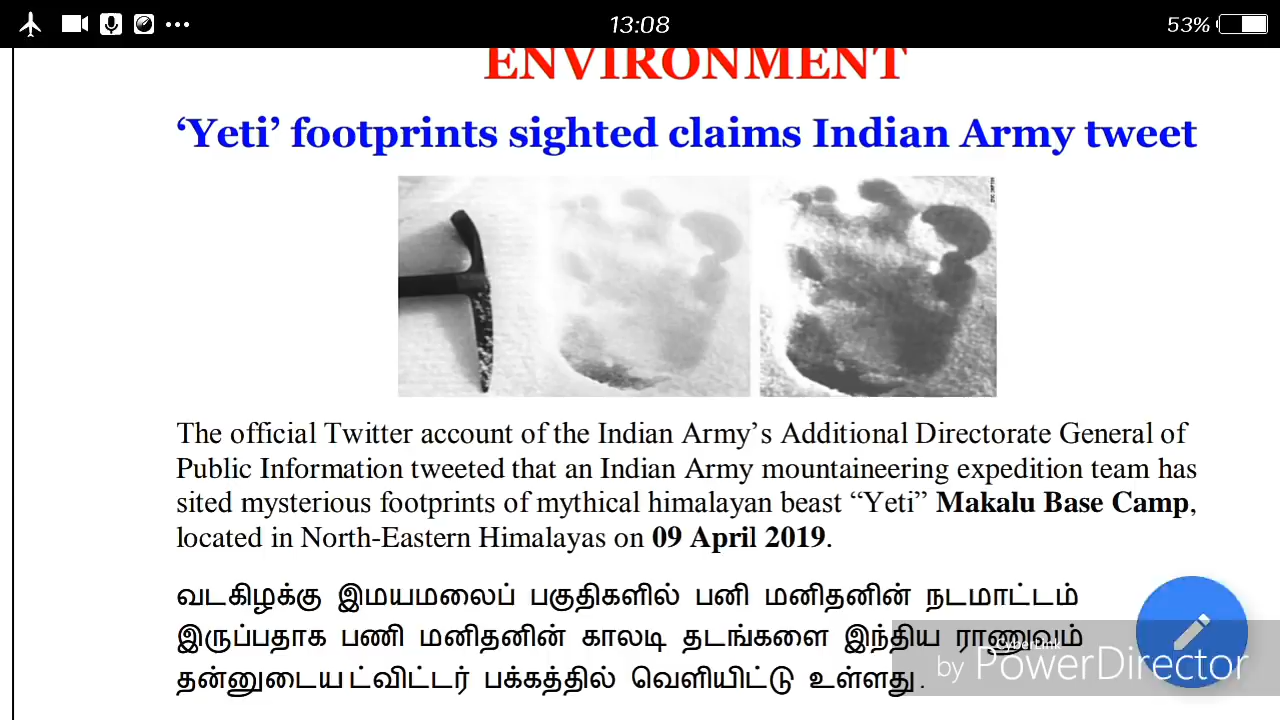 13:08
53%
ENVIRONMENT
‘Yeti’ footprints sighted claims Indian Army tweet
The official Twitter account of the Indian Army’s Additional Directorate General of
Public Information tweeted that an Indian Army mountaineering expedition team has
sited mysterious footprints of mythical himalayan beast “Yeti” Makalu Base Camp,
located in North-Eastern Himalayas on 09 April 2019.
வடகிழக்கு இமயமலைப் பகுதிகளில் பனி மனிதனின் நடமாட்டம்
இருப்பதாக பணி மனிதனின் காலடி தடங்களை இந்திய ராணுவம்
தன்னுடைய ட்விட்டர் பக்கத்தில் வெளியிட்டு உள்ளது.
CyberLink
by PowerDirector